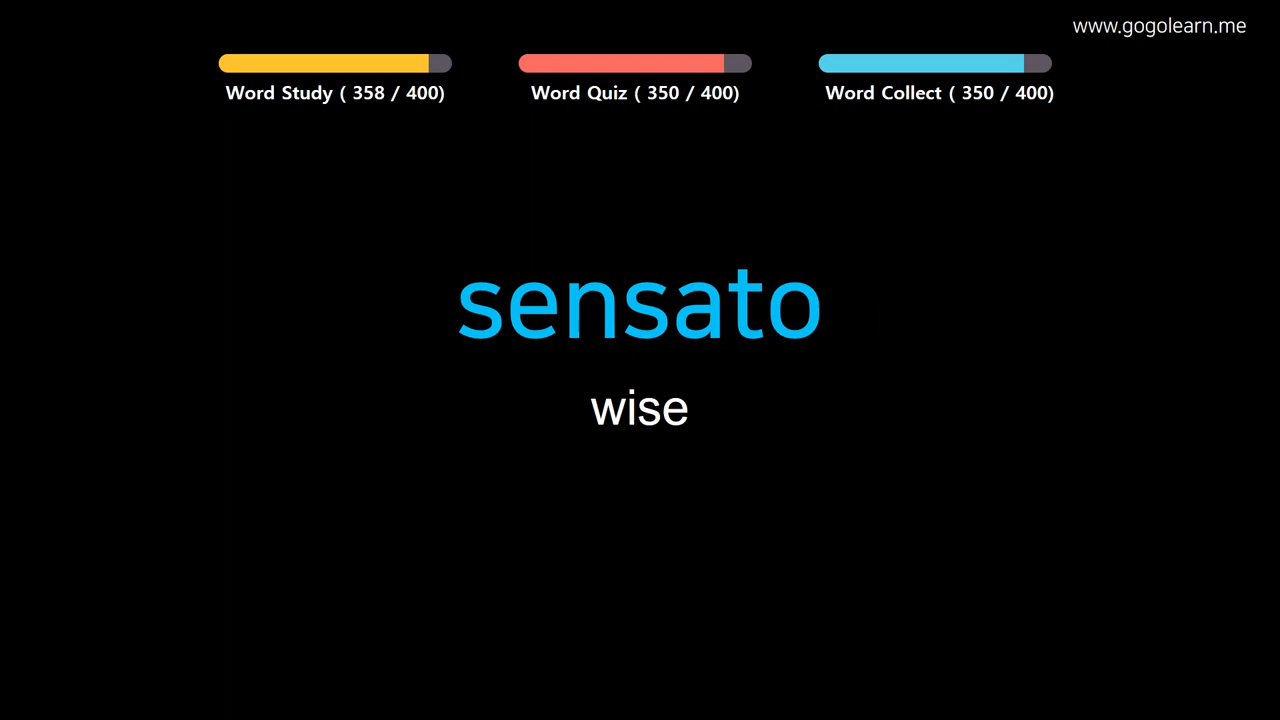 www.gogolearn.me
Word Study ( 358 / 400)
Word Quiz ( 350 / 400)
Word Collect ( 350 / 400)
sensato
wise